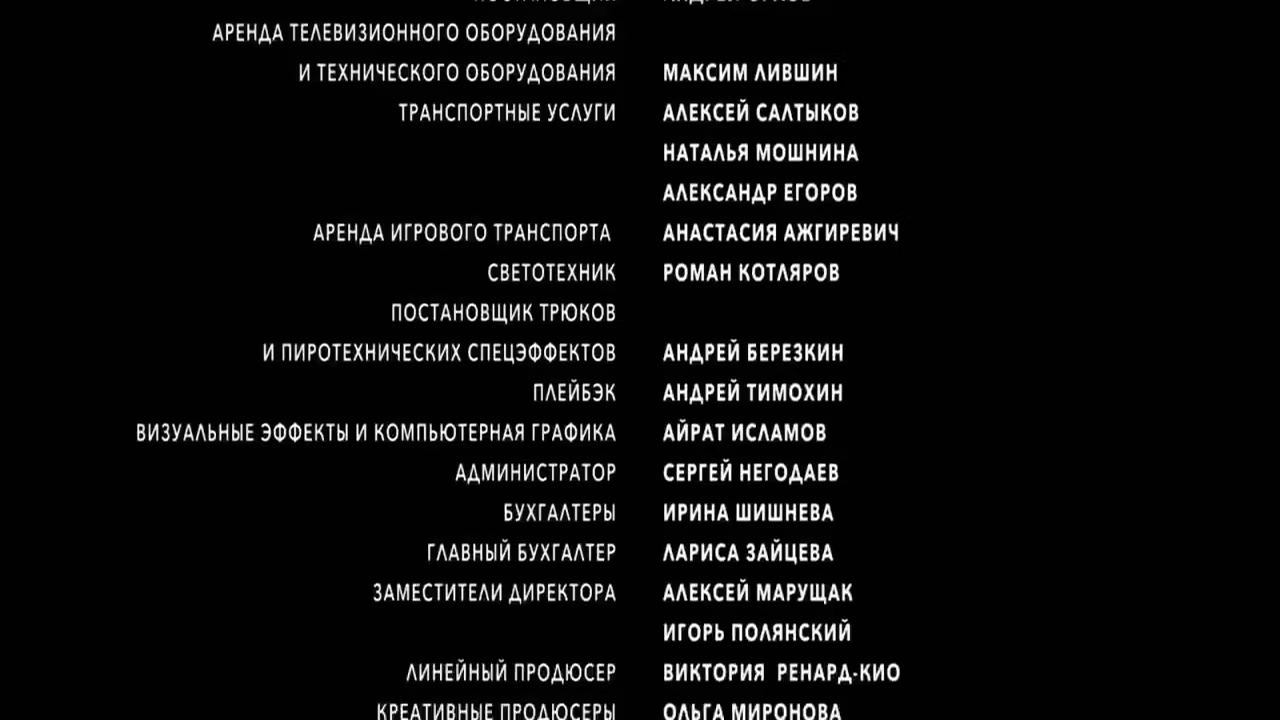 АРЕНДА ТЕЛЕВИЗИОННОГО ОБОРУДОВАНИЯ
И ТЕХНИЧЕСКОГО ОБОРУДОВАНИЯ МАКСИМ ЛИВШИН
ТРАНСПОРТНЫЕ УСЛУГИ АЛЕКСЕЙ САЛТЫКОВ
НАТАЛЬЯ МОШНИНА
АЛЕКСАНДР ЕГОРОВ
АРЕНДА ИГРОВОГО ТРАНСПОРТА АНАСТАСИЯ АЖГИРЕВИЧ
СВЕТОТЕХНИК РОМАН КОТЛЯРОВ
ПОСТАНОВЩИК ТРЮКОВ
И ПИРОТЕХНИЧЕСКИХ СПЕЦЭФФЕКТОВ АНДРЕЙ БЕРЕЗКИН
ПЛЕЙБЭК АНДРЕЙ ТИМОХИН
ВИЗУАЛЬНЫЕ ЭФФЕКТЫ И КОМПЬЮТЕРНАЯ ГРАФИКА АЙРАТ ИСЛАМОВ
АДМИНИСТРАТОР СЕРГЕЙ НЕГОДАЕВ
БУХГАЛТЕРЫ ИРИНА ШИШНЕВА
ГЛАВНЫЙ БУХГАЛТЕР ЛАРИСА ЗАЙЦЕВА
ЗАМЕСТИТЕЛИ ДИРЕКТОРА АЛЕКСЕЙ МАРУЩАК
ИГОРЬ ПОЛЯНСКИЙ
ЛИНЕЙНЫЙ ПРОДЮСЕР ВИКТОРИЯ РЕНАРД-КИО
КРЕАТИВНЫЕ ПРОДЮСЕРЫ ОЛЬГА МИРОНОВА